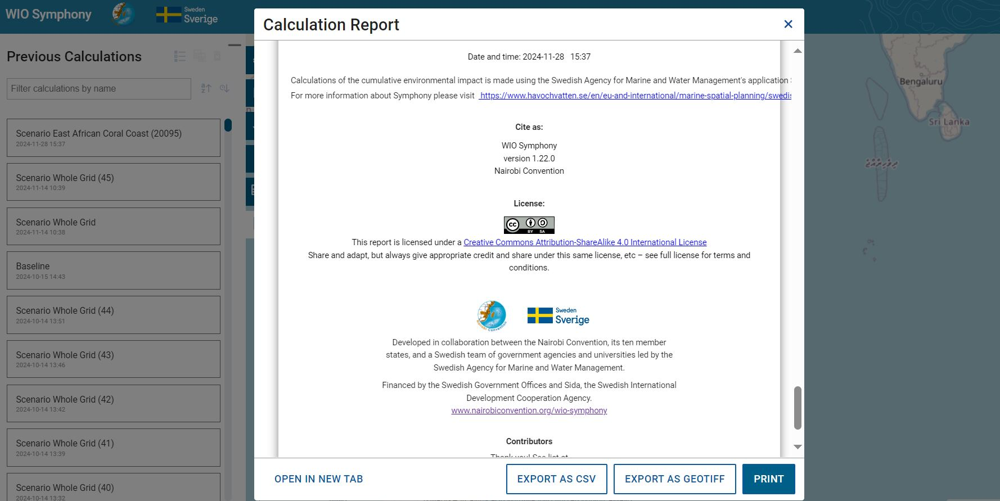 WIO Symphony
Sweden
Sverige
Previous Calculations
Filter calculations by name
Scenario East African Coral Coast (20095)
2024-11-28 15:37
Scenario Whole Grid (45)
2024-11-14 10:39
Scenario Whole Grid
2024-11-14 10:38
Baseline
2024-10-15 14:43
Scenario Whole Grid (44)
2024-10-14 13:51
Scenario Whole Grid (43)
2024-10-14 13:46
Scenario Whole Grid (42)
2024-10-14 13:42
Scenario Whole Grid (41)
2024-10-14 13:39
Scenario Whole Grid (40)
2024-10-14 13:32
Calculation Report
Date and time: 2024-11-28 15:37
Calculations of the cumulative environmental impact is made using the Swedish Agency for Marine and Water Management's application
For more information about Symphony please visit https://www.havochvatten.se/en/eu-and-international/marine-spatial-planning/swedis
Cite as:
WIO Symphony
version 1.22.0
Nairobi Convention
License:
cc BY SA
This report is licensed under a Creative Commons Attribution-ShareAlike 4.0 International License
Share and adapt, but always give appropriate credit and share under this same license, etc – see full license for terms and
conditions.
Nairobi Convention
Sweden
Sverige
Developed in collaboration between the Nairobi Convention, its ten member
states, and a Swedish team of government agencies and universities led by the
Swedish Agency for Marine and Water Management.
Financed by the Swedish Government Offices and Sida, the Swedish International
Development Cooperation Agency.
www.nairobiconvention.org/wio-symphony
Contributors
Thank you! See list at
OPEN IN NEW TAB
EXPORT AS CSV
EXPORT AS GEOTIFF
PRINT
Bengaluru
Sri Lanka
ދިވެހިރާއްޖެ